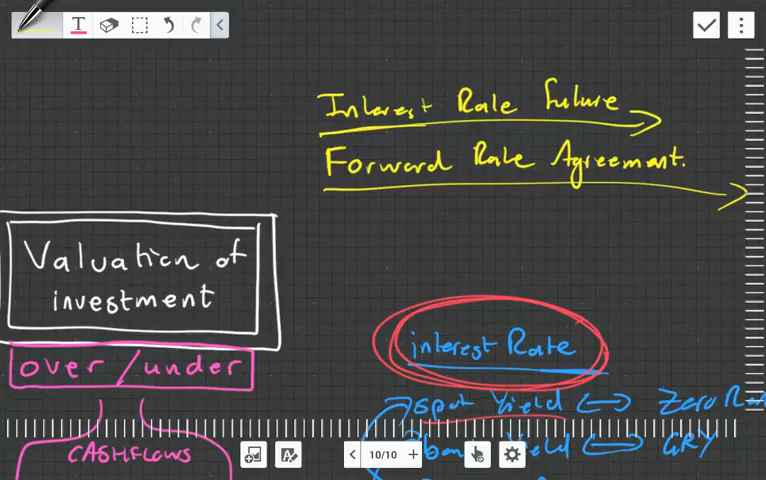 T
Interest Rate Future
Forward Rate Agreement.
Valuation of
investment
over/under
CASHFLOWS
interest Rate
spot Yield ⟷ Zero
Yield ⟷ GRY
10/10